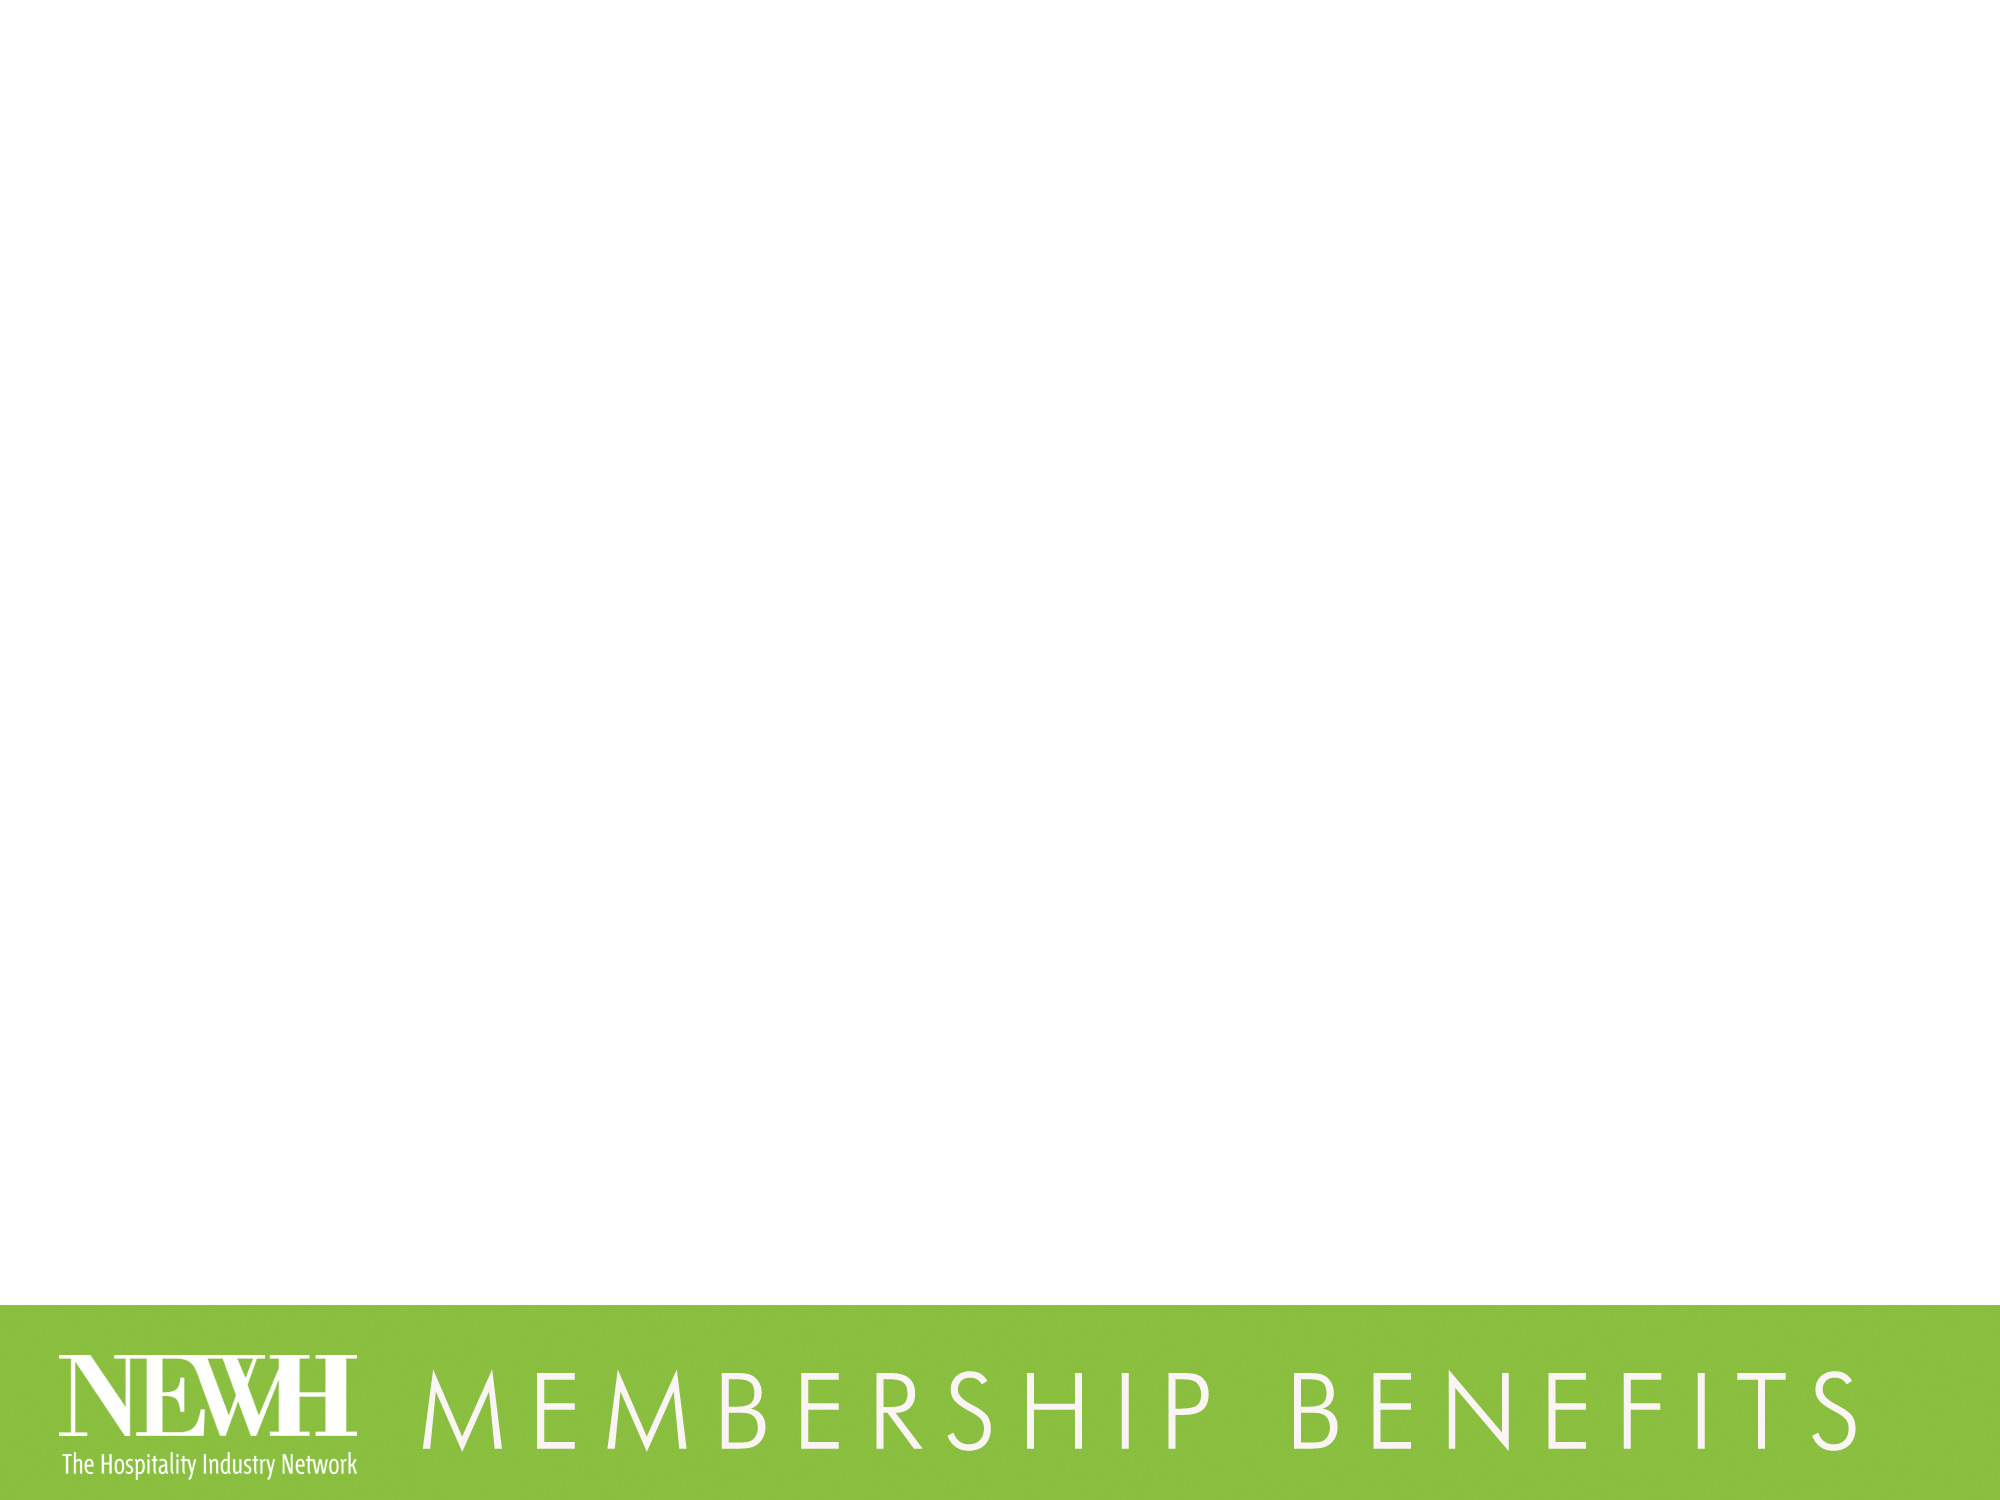 NEWH
The Hospitality Industry Network
MEMBERSHIP BENEFITS